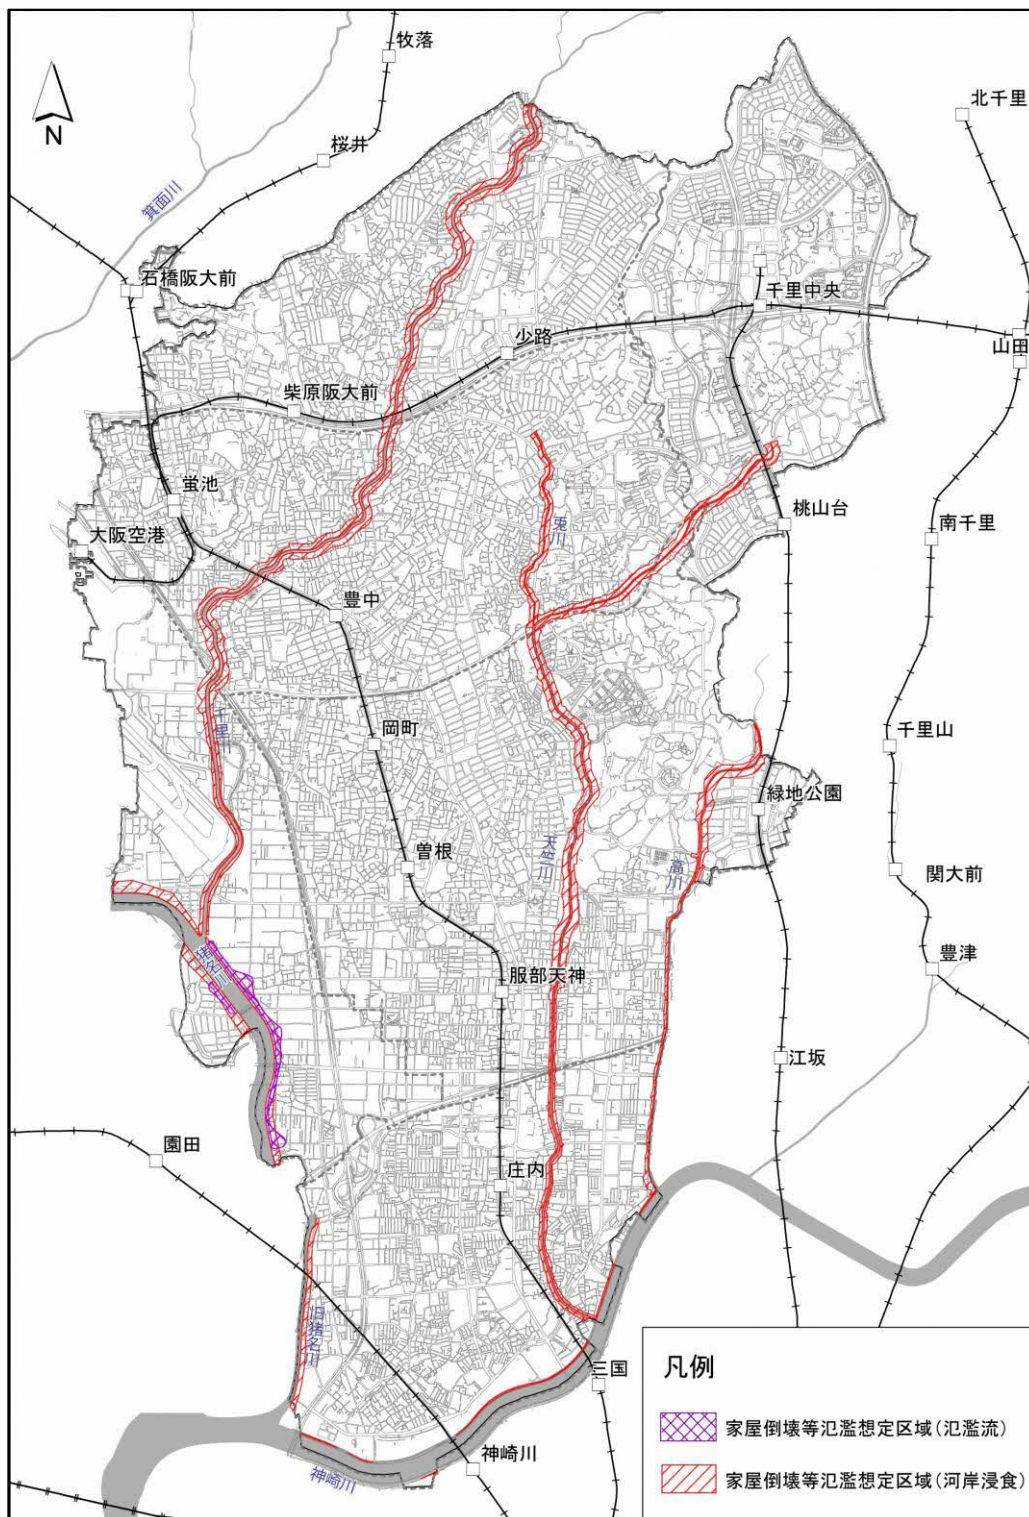 牧落
北千里
N
桜井
箕面川
石橋阪大前
千里中央
少路
山田
柴原阪大前
蛍池
桃山台
兎川
南千里
大阪空港
豊中
千里川
岡町
千里山
緑地公園
天竺川
高川
曽根
関大前
猪名川
服部天神
豊津
江坂
園田
庄内
旧猪名川
三国
神崎川
神崎川
凡例
家屋倒壊等氾濫想定区域（氾濫流）
家屋倒壊等氾濫想定区域（河岸浸食）